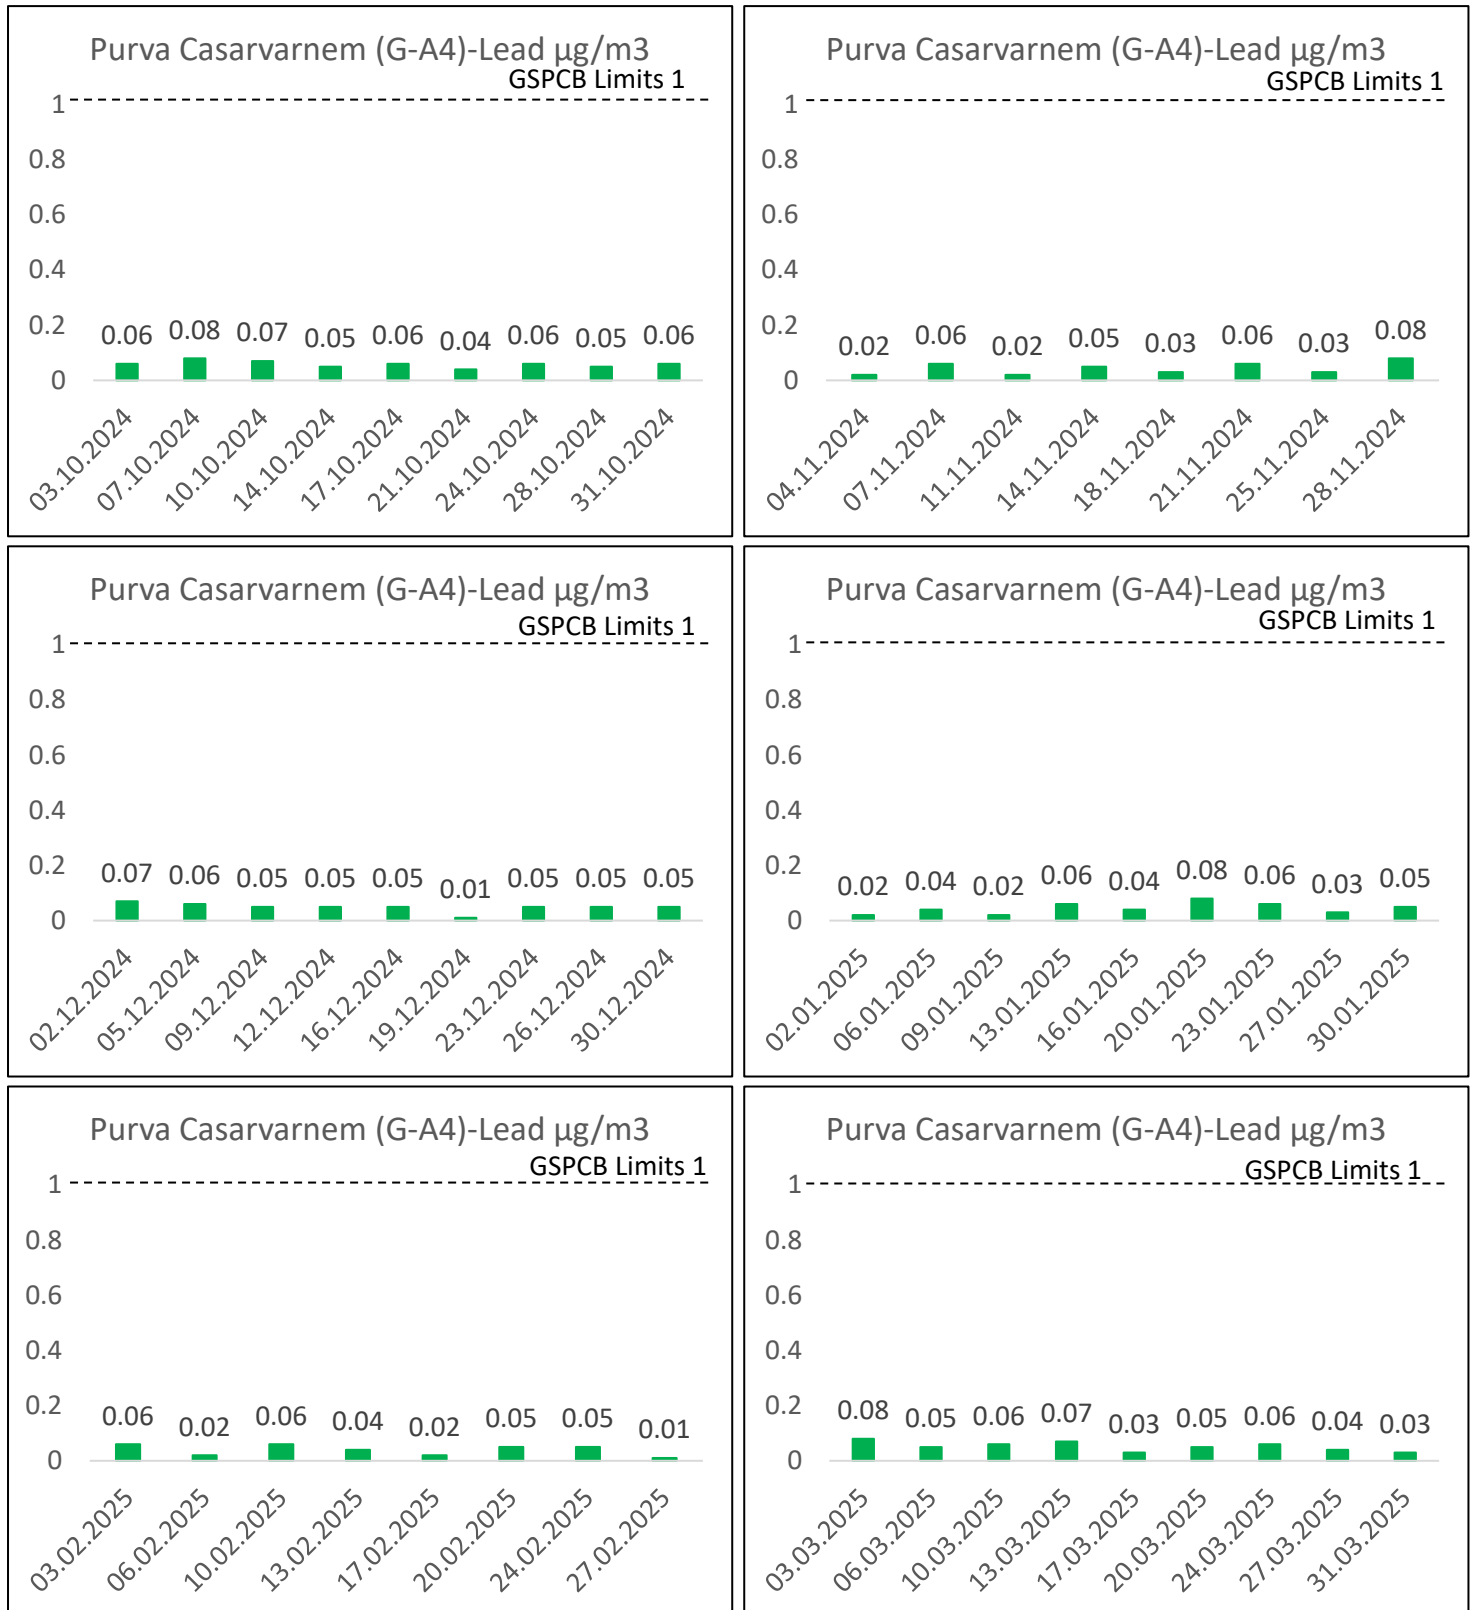 Purva Casarvarnem (G-A4)-Lead µg/m3
GSPCB Limits 1
1
0.8
0.6
0.4
0.2
0
0.06 0.08 0.07 0.05 0.06 0.04 0.06 0.05 0.06
03.10.2024 07.10.2024 10.10.2024 14.10.2024 17.10.2024 21.10.2024 24.10.2024 28.10.2024 31.10.2024
Purva Casarvarnem (G-A4)-Lead µg/m3
GSPCB Limits 1
1
0.8
0.6
0.4
0.2
0
0.02 0.06 0.02 0.05 0.03 0.06 0.03 0.08
04.11.2024 07.11.2024 11.11.2024 14.11.2024 18.11.2024 21.11.2024 25.11.2024 28.11.2024
Purva Casarvarnem (G-A4)-Lead µg/m3
GSPCB Limits 1
1
0.8
0.6
0.4
0.2
0
0.07 0.06 0.05 0.05 0.05 0.01 0.05 0.05 0.05
02.12.2024 05.12.2024 09.12.2024 12.12.2024 16.12.2024 19.12.2024 23.12.2024 26.12.2024 30.12.2024
Purva Casarvarnem (G-A4)-Lead µg/m3
GSPCB Limits 1
1
0.8
0.6
0.4
0.2
0
0.02 0.04 0.02 0.06 0.04 0.08 0.06 0.03 0.05
02.01.2025 06.01.2025 09.01.2025 13.01.2025 16.01.2025 20.01.2025 23.01.2025 27.01.2025 30.01.2025
Purva Casarvarnem (G-A4)-Lead µg/m3
GSPCB Limits 1
1
0.8
0.6
0.4
0.2
0
0.06 0.02 0.06 0.04 0.02 0.05 0.05 0.01
03.02.2025 06.02.2025 10.02.2025 13.02.2025 17.02.2025 20.02.2025 24.02.2025 27.02.2025
Purva Casarvarnem (G-A4)-Lead µg/m3
GSPCB Limits 1
1
0.8
0.6
0.4
0.2
0
0.08 0.05 0.06 0.07 0.03 0.05 0.06 0.04 0.03
03.03.2025 06.03.2025 10.03.2025 13.03.2025 17.03.2025 20.03.2025 24.03.2025 27.03.2025 31.03.2025